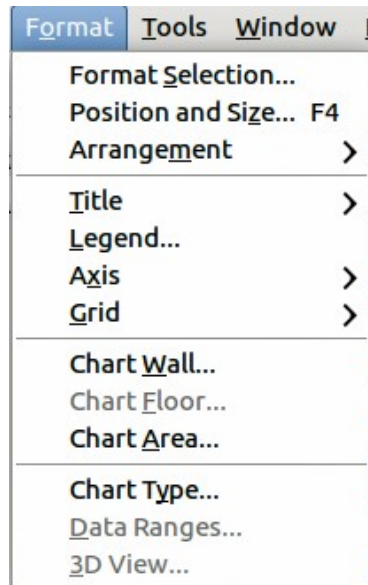 Format Tools Window
Format Selection...
Position and Size... F4
Arrangement
Title
Legend...
Axis
Grid
Chart Wall...
Chart Floor...
Chart Area...
Chart Type...
Data Ranges...
3D View...